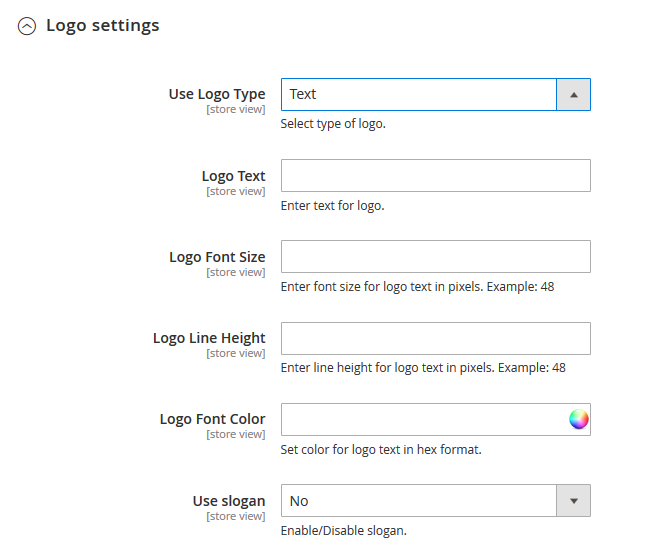 Logo settings
Use Logo Type
[store view]
Text
Select type of logo.
Logo Text
[store view]
Enter text for logo.
Logo Font Size
[store view]
Enter font size for logo text in pixels. Example: 48
Logo Line Height
[store view]
Enter line height for logo text in pixels. Example: 48
Logo Font Color
[store view]
Set color for logo text in hex format.
Use slogan
[store view]
No
Enable/Disable slogan.